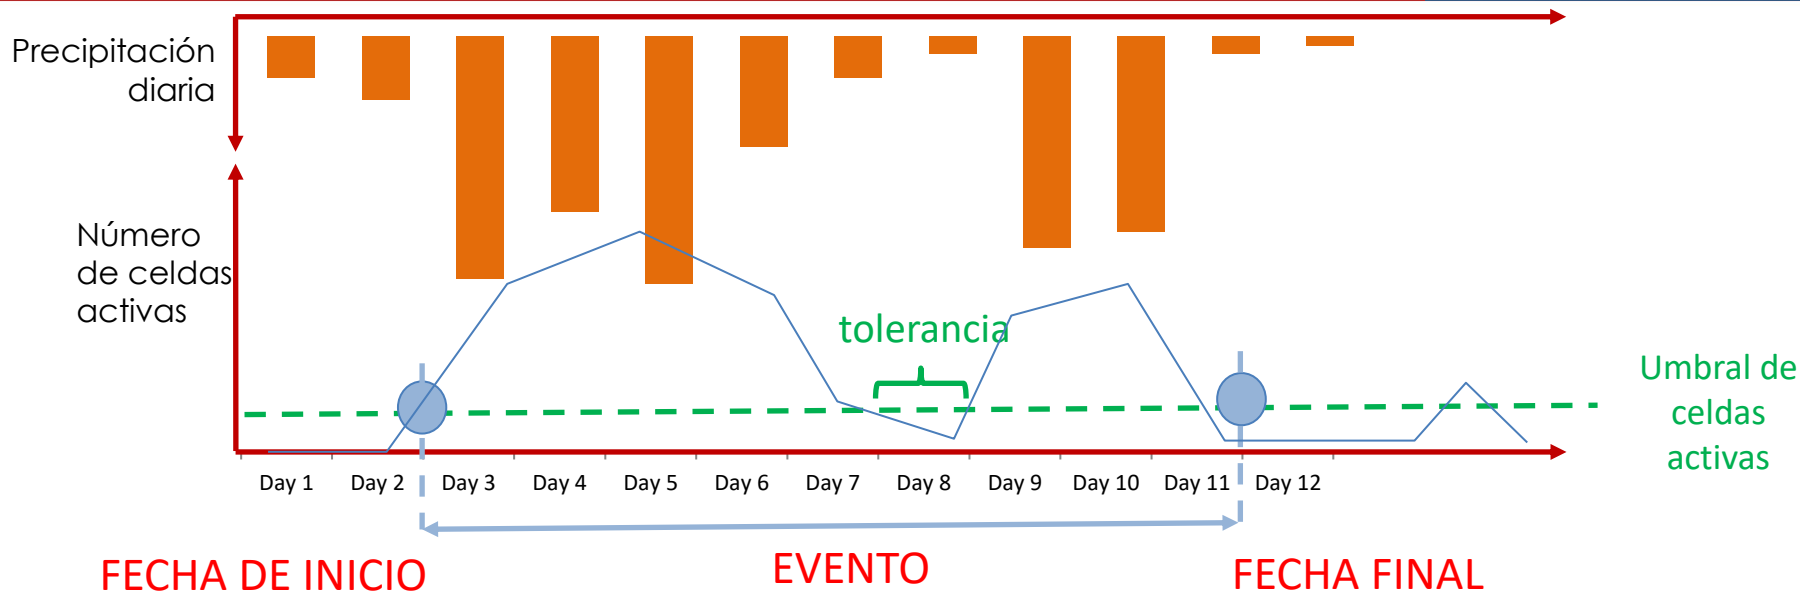 Precipitación
diaria
Número
de celdas
activas
tolerancia
Umbral de
celdas
activas
Day 1 Day 2 Day 3 Day 4 Day 5 Day 6 Day 7 Day 8 Day 9 Day 10 Day 11 Day 12
FECHA DE INICIO
EVENTO
FECHA FINAL